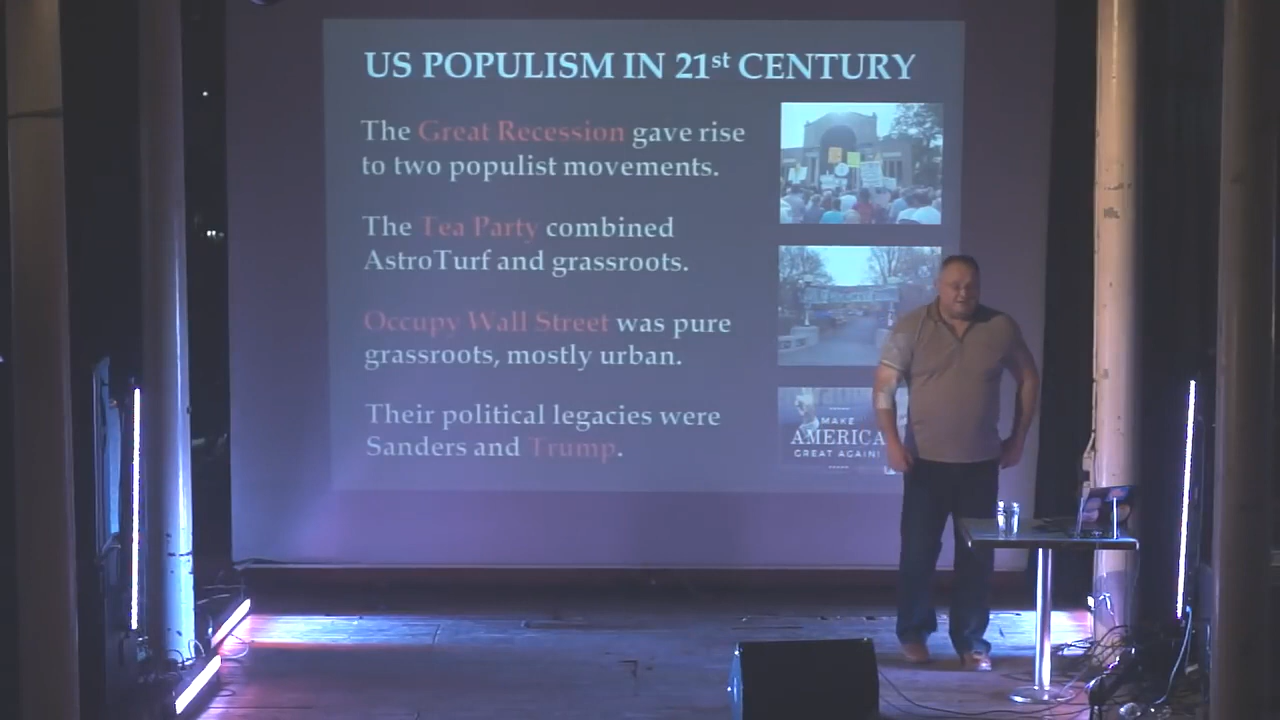 US POPULISM IN 21st CENTURY
The Great Recession gave rise
to two populist movements.
The Tea Party combined
AstroTurf and grassroots.
Occupy Wall Street was pure
grassroots, mostly urban.
Their political legacies were
Sanders and Trump.
MAKE
AMERICA
GREAT AGAIN!